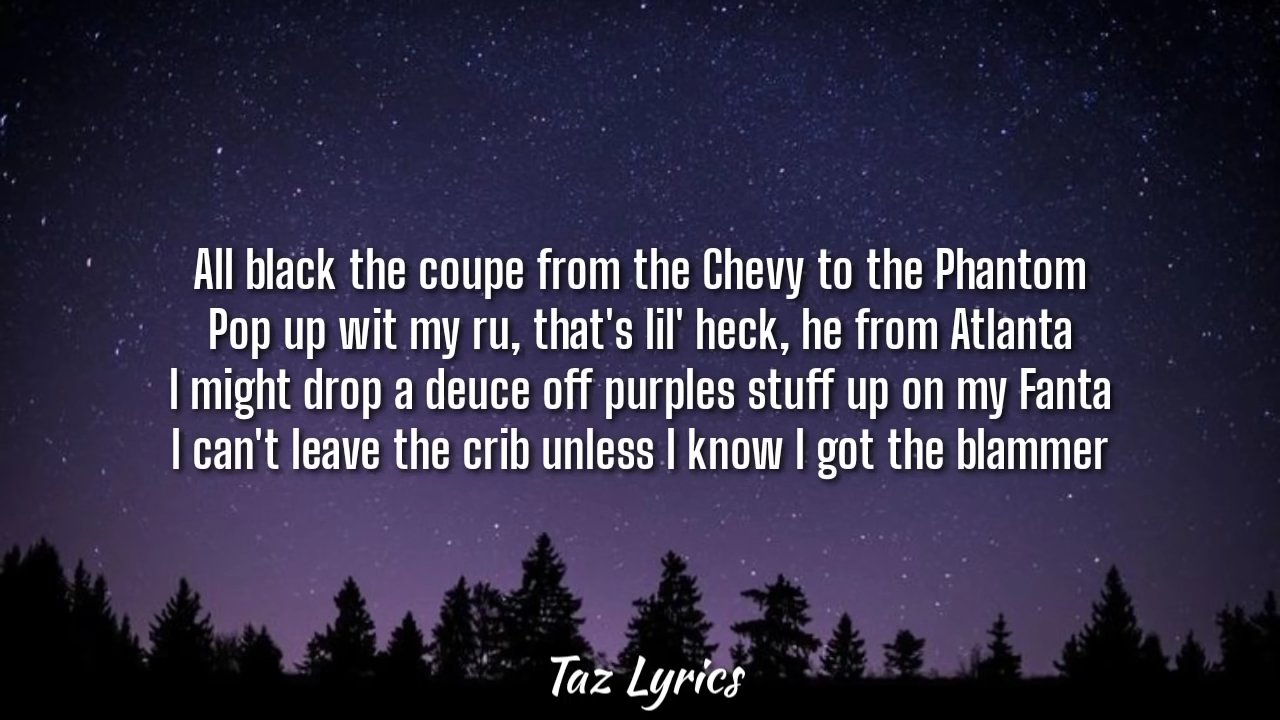 All black the coupe from the Chevy to the Phantom
Pop up wit my ru, that's lil' heck, he from Atlanta
I might drop a deuce off purples stuff up on my Fanta
I can't leave the crib unless I know I got the blammer
Taz Lyrics